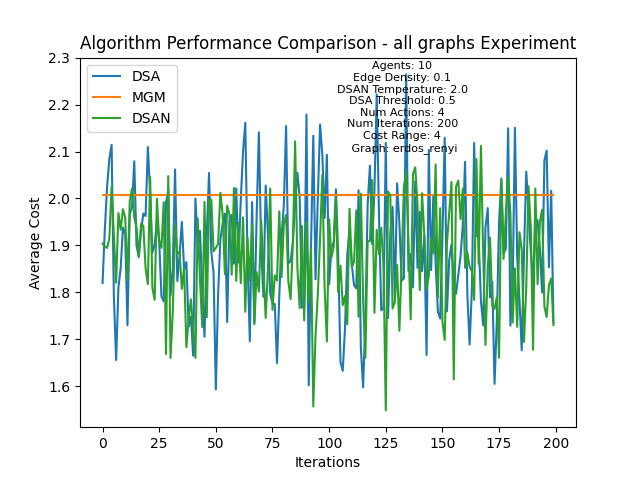 Algorithm Performance Comparison - all graphs Experiment
DSA
MGM
DSAN
Agents: 10
Edge Density: 0.1
DSAN Temperature: 2.0
DSA Threshold: 0.5
Num Actions: 4
Num Iterations: 200
Cost Range: 4
Graph: erdos_renyi
Average Cost
2.3
2.2
2.1
2.0
1.9
1.8
1.7
1.6
0
25
50
75
100
125
150
175
200
Iterations